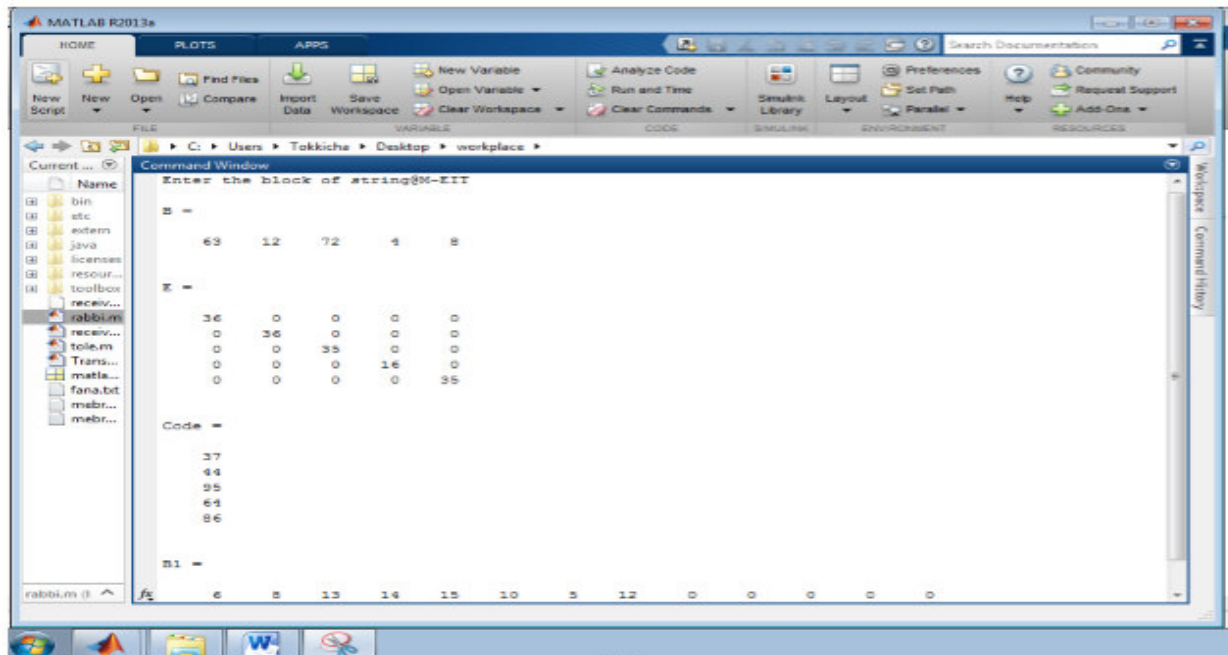 MATLAB R2013a
HOME PLOTS APPS Search Documentation
New Script New Open Find Files Compare Import Data Save Workspace New Variable Open Variable Clear Workspace Analyze Code Run and Time Clear Commands Simulink Library Layout Preferences Set Path Parallel Help Community Request Support Add-Ons
FILE VARIABLE CODE SIMULINK ENVIRONMENT RESOURCES
C: Users Tokkicha Desktop workplace
Current ...
Name
bin
etc
extern
java
licenses
resour...
toolbox
receiv...
rabbi.m
receiv...
tole.m
Trans...
matla...
fana.txt
mebr...
mebr...
rabbi.m (
Command Window
Enter the block of string@M-EIT
B =
63 12 72 4 8
E =
36 0 0 0 0
0 36 0 0 0
0 0 35 0 0
0 0 0 16 0
0 0 0 0 35
Code =
37
44
95
64
86
B1 =
fx 6 8 13 14 15 10 5 12 0 0 0 0 0
Workspace
Command History